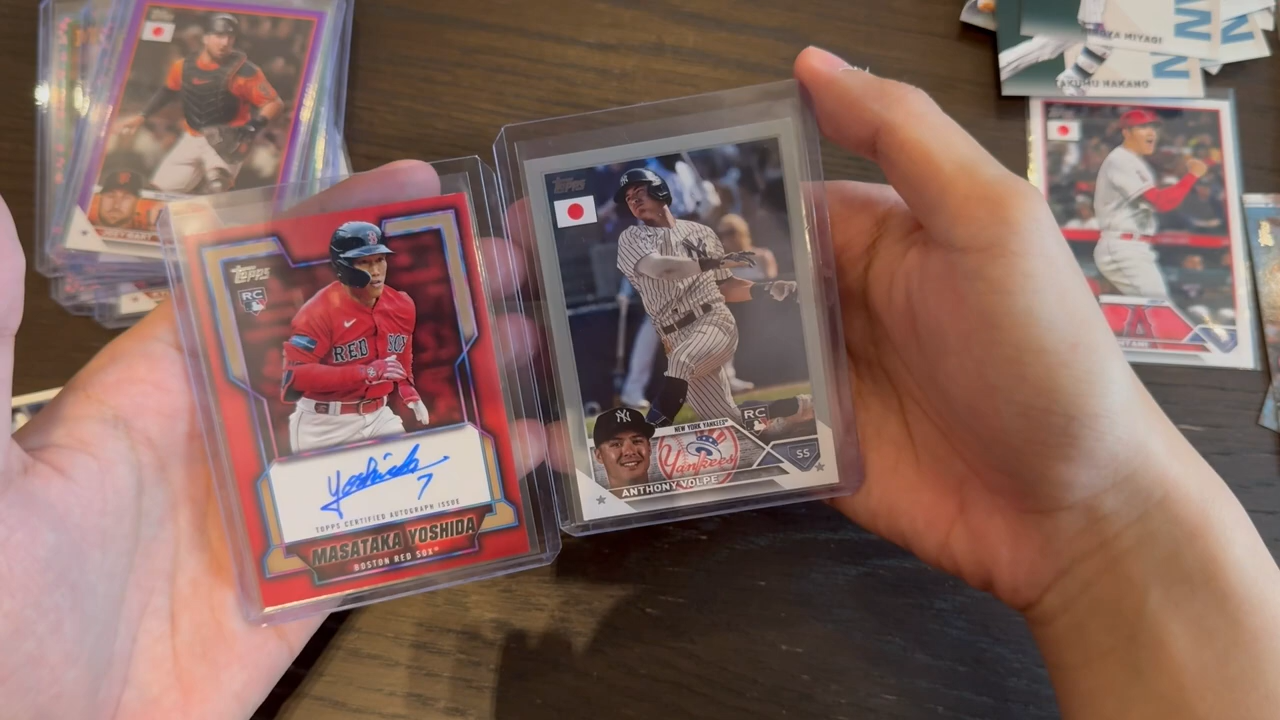 TOPPS
RC
RED SOX
Yoshida
7
TOPPS CERTIFIED AUTOGRAPH ISSUE
MASATAKA YOSHIDA
BOSTON RED SOX
TOPPS
NY
NEW YORK YANKEES
RC
Yankees
SS
ANTHONY VOLPE
TAKUMU NAKANO
A